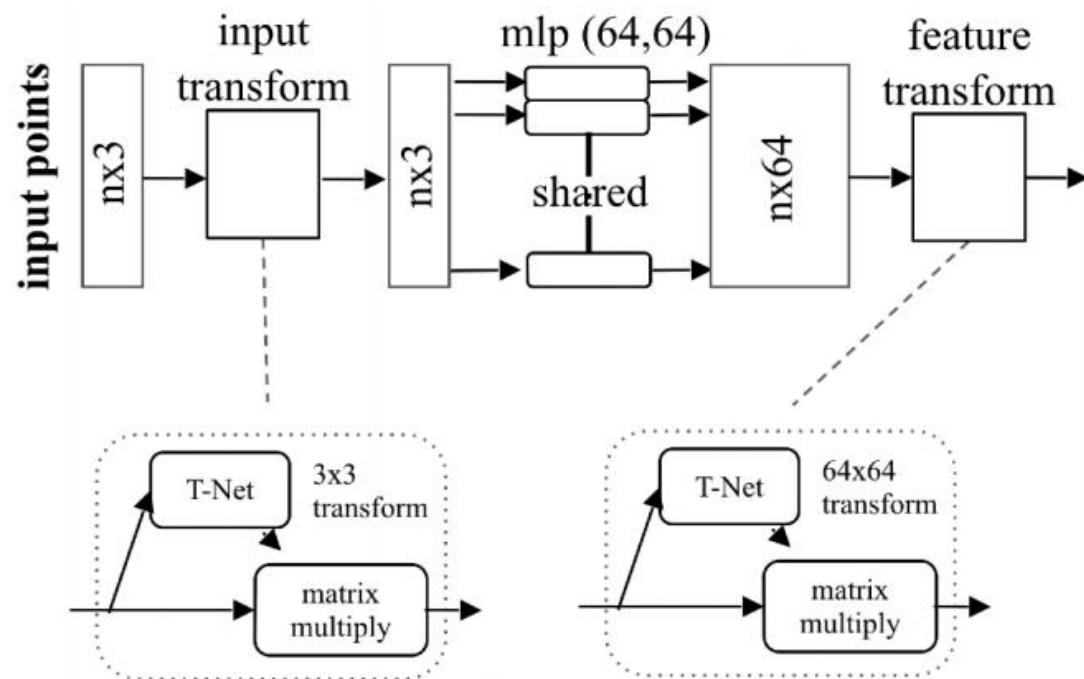 input points
nx3
input
transform
nx3
mlp (64,64)
shared
nx64
feature
transform
T-Net
3x3
transform
matrix
multiply
T-Net
64x64
transform
matrix
multiply